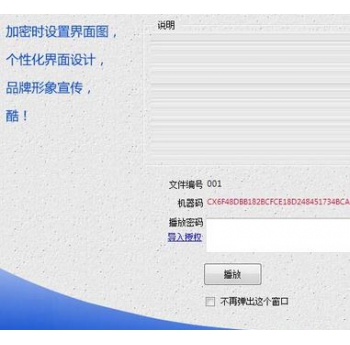 加密时设置界面图，
个性化界面设计，
品牌形象宣传，
酷！
说明
文件编号 001
机器码 CX6F48DBB182BCFCE18D248451734BCA
播放密码
导入授权
播放
不再弹出这个窗口